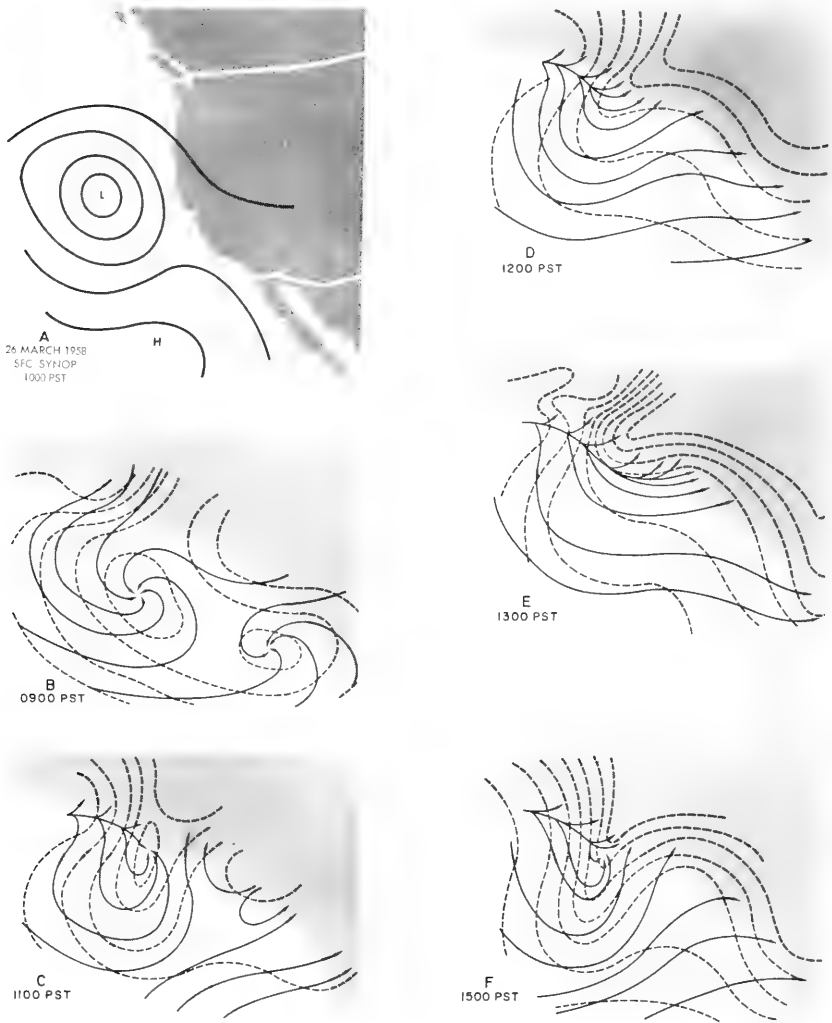 L
A
H
26 MARCH 1958
SFC SYNOP
1000 PST
B
0900 PST
C
1100 PST
D
1200 PST
E
1300 PST
F
1500 PST